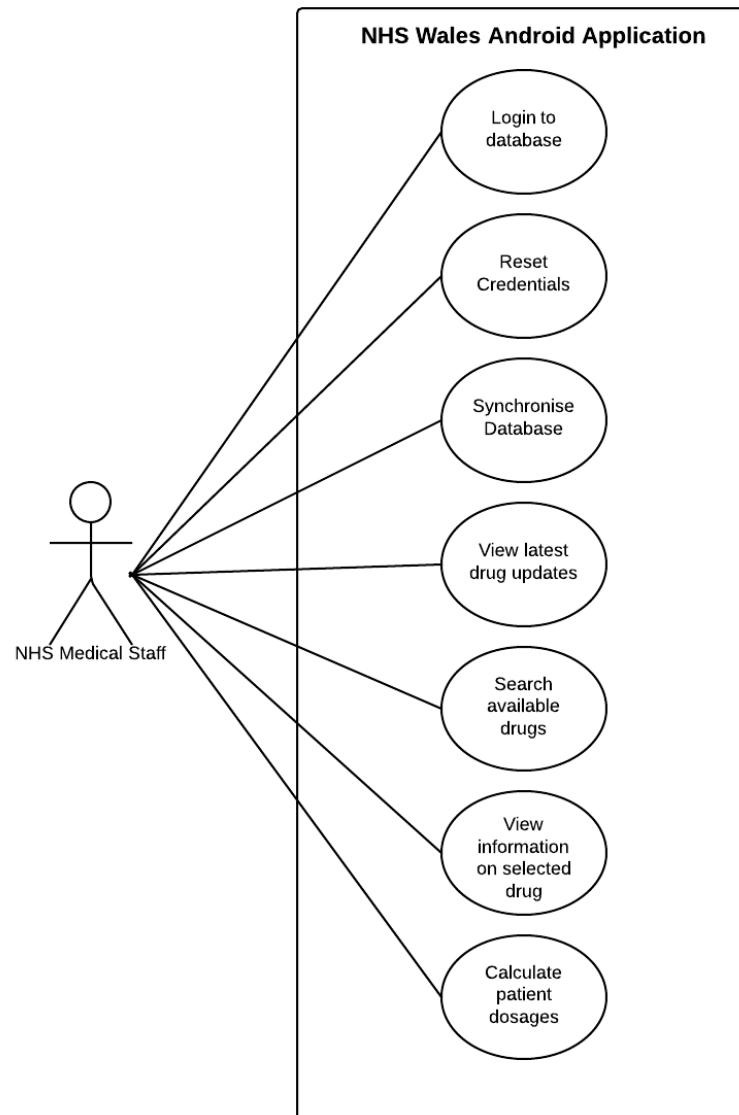 NHS Wales Android Application
Login to
database
Reset
Credentials
Synchronise
Database
View latest
drug updates
NHS Medical Staff
Search
available
drugs
View
information
on selected
drug
Calculate
patient
dosages